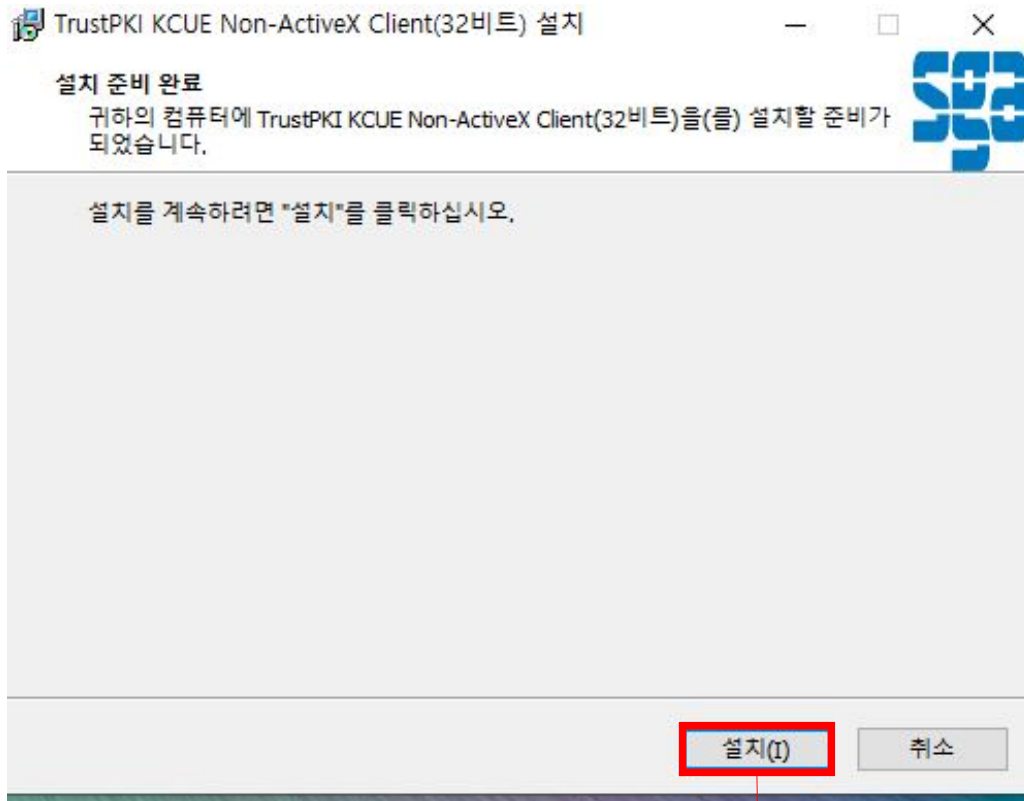 TrustPKI KCUE Non-ActiveX Client(32비트) 설치
설치 준비 완료
귀하의 컴퓨터에 TrustPKI KCUE Non-ActiveX Client(32비트)을(를) 설치할 준비가
되었습니다.
sga
설치를 계속하려면 "설치"를 클릭하십시오.
설치(I)
취소